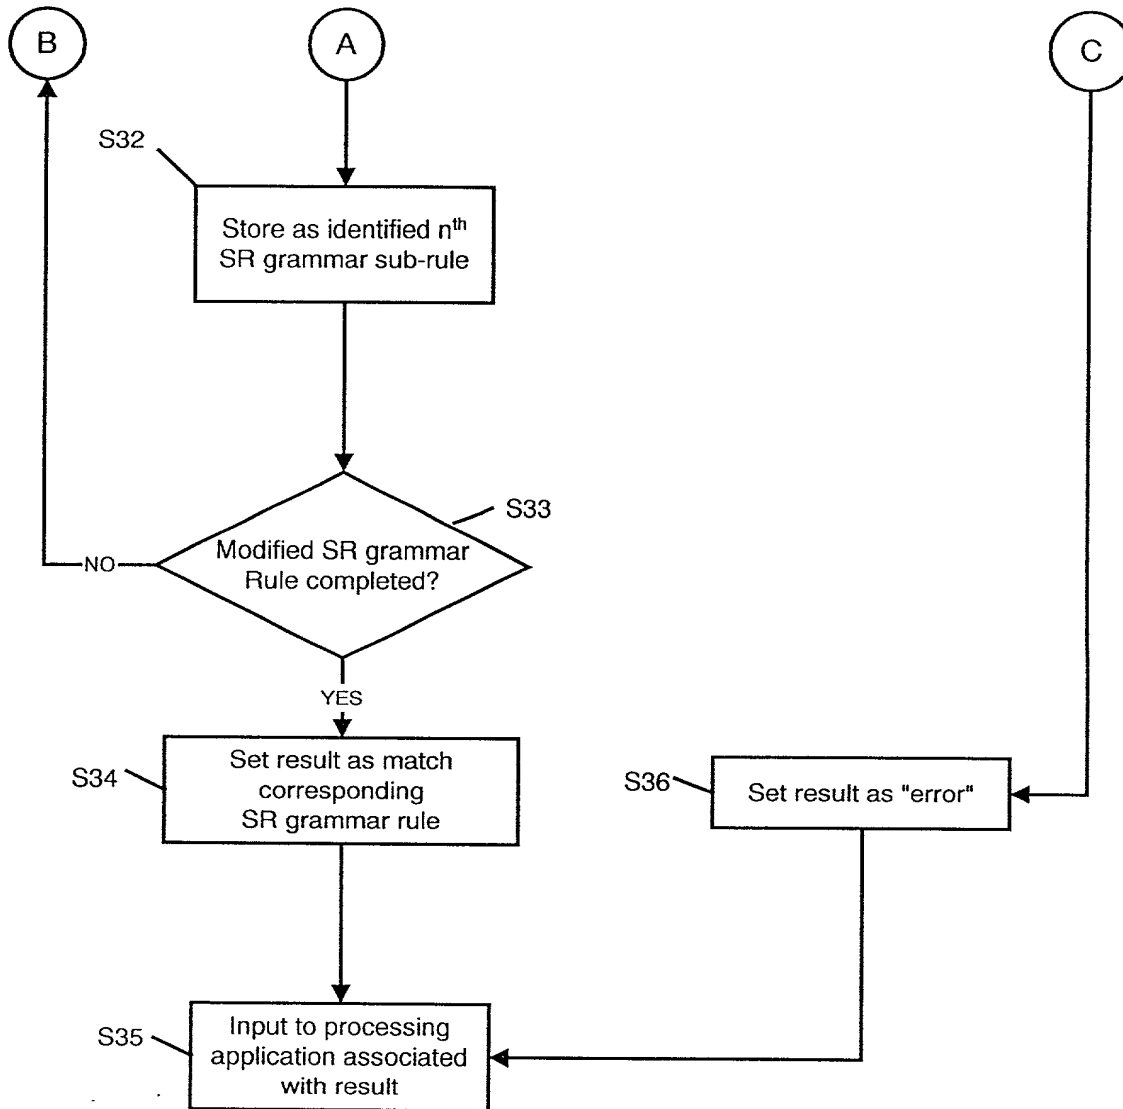 B
A
C
S32
Store as identified nth
SR grammar sub-rule
S33
Modified SR grammar
Rule completed?
NO
YES
S34
Set result as match
corresponding
SR grammar rule
S36
Set result as "error"
S35
Input to processing
application associated
with result